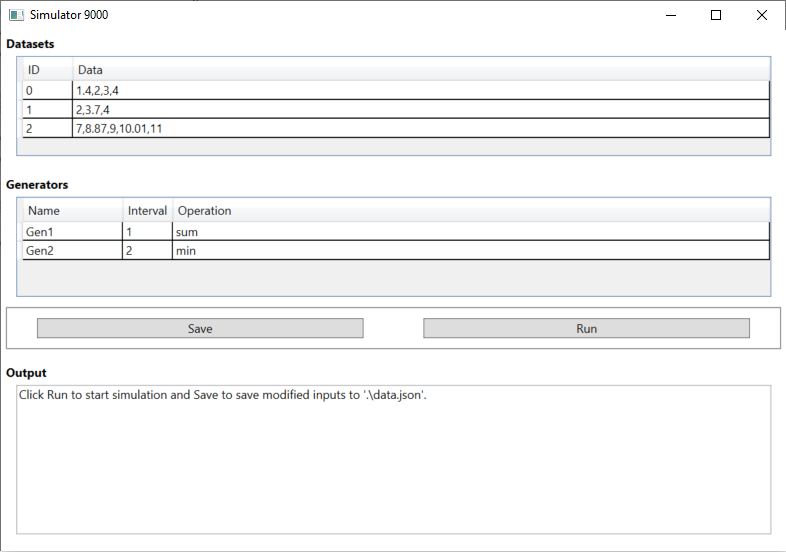 Simulator 9000
Datasets
ID Data
0 1.4,2,3,4
1 2,3.7,4
2 7,8.87,9,10.01,11
Generators
Name Interval Operation
Gen1 1 sum
Gen2 2 min
Save Run
Output
Click Run to start simulation and Save to save modified inputs to '.\data.json'.